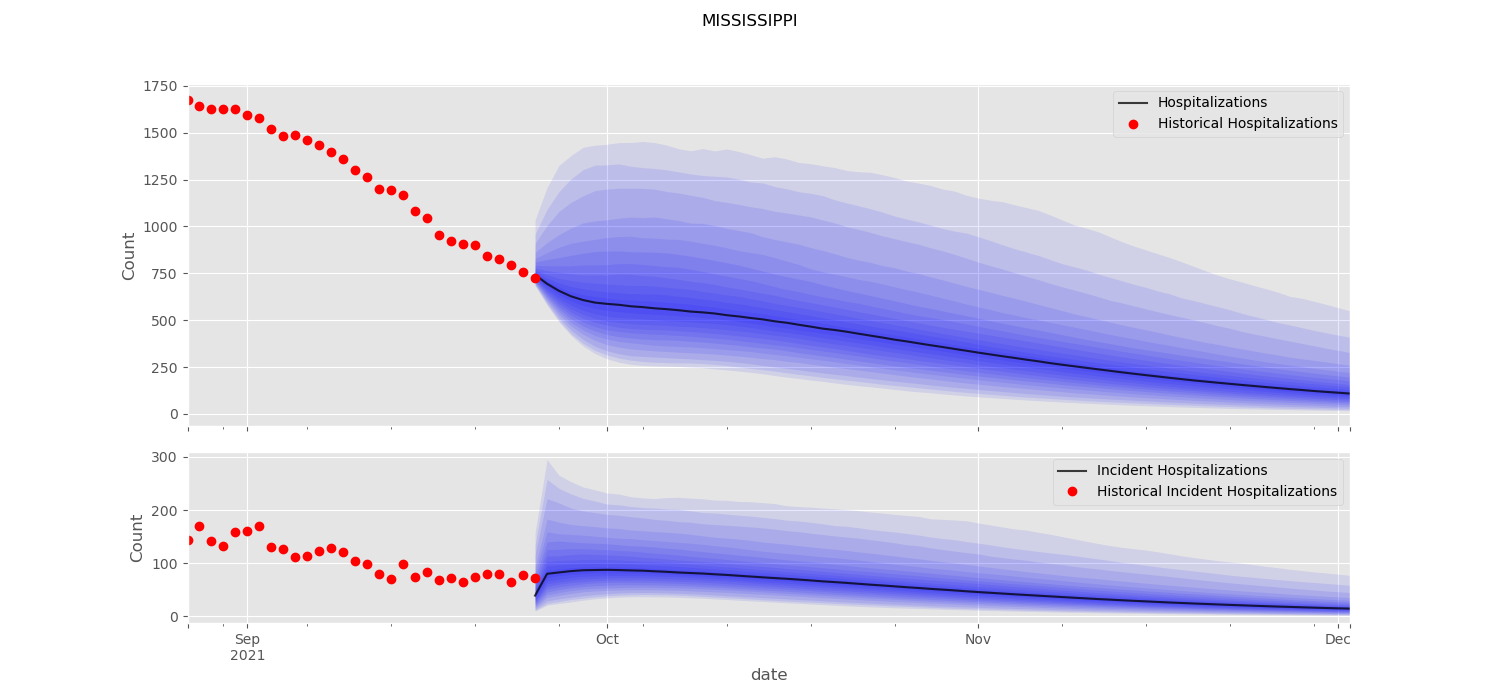 MISSISSIPPI
1750
1500
1250
1000
750
500
250
0
Count
Hospitalizations
Historical Hospitalizations
300
200
100
0
Count
Incident Hospitalizations
Historical Incident Hospitalizations
Sep Oct Nov Dec
2021
date